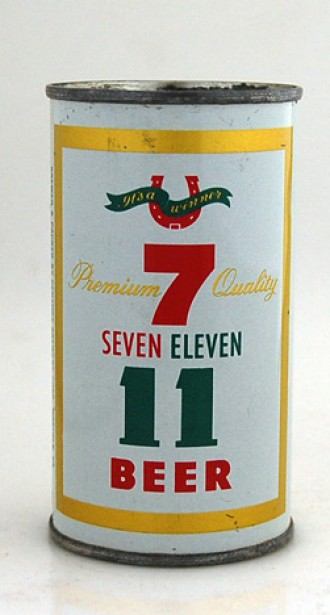 It's a winner
Premium 7 Quality
SEVEN ELEVEN
11
BEER